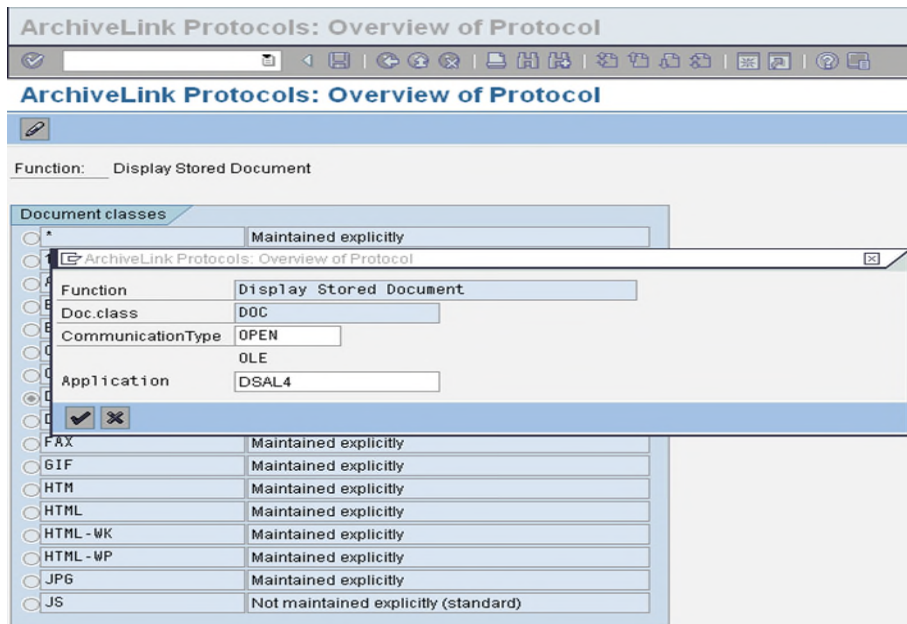 ArchiveLink Protocols: Overview of Protocol
ArchiveLink Protocols: Overview of Protocol
Function: Display Stored Document
Document classes
* Maintained explicitly
ArchiveLink Protocols: Overview of Protocol
Function Display Stored Document
Doc.class DOC
CommunicationType OPEN
OLE
Application DSAL4
FAX Maintained explicitly
GIF Maintained explicitly
HTM Maintained explicitly
HTML Maintained explicitly
HTML-WK Maintained explicitly
HTML-WP Maintained explicitly
JPG Maintained explicitly
JS Not maintained explicitly (standard)